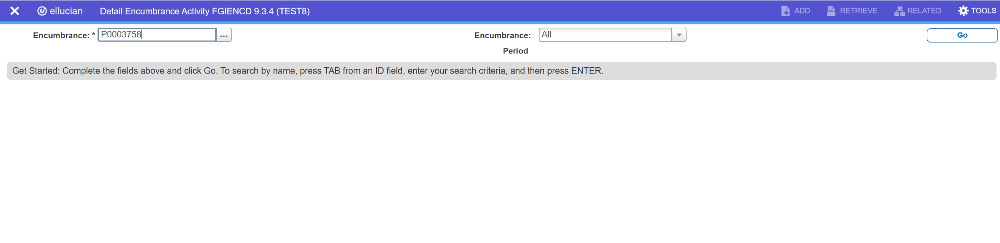 ellucian Detail Encumbrance Activity FGIENCD 9.3.4 (TEST8) ADD RETRIEVE RELATED TOOLS
Encumbrance: * P0003758 ... Encumbrance: All Go
Period
Get Started: Complete the fields above and click Go. To search by name, press TAB from an ID field, enter your search criteria, and then press ENTER.